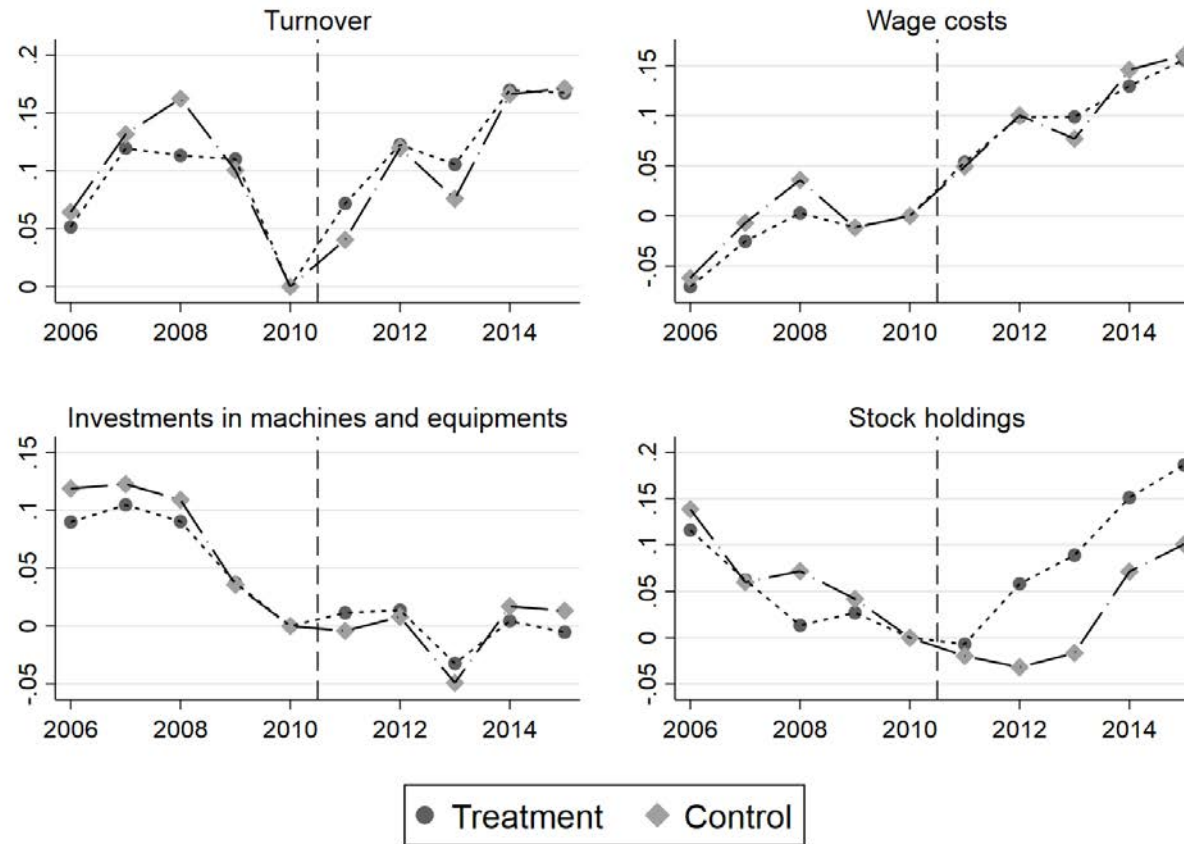 Turnover
.2
.15
.1
.05
0
2006 2008 2010 2012 2014
Wage costs
.15
.1
.05
0
-.05
2006 2008 2010 2012 2014
Investments in machines and equipments
.15
.1
.05
0
-.05
2006 2008 2010 2012 2014
Stock holdings
.2
.15
.1
.05
0
-.05
2006 2008 2010 2012 2014
Treatment Control